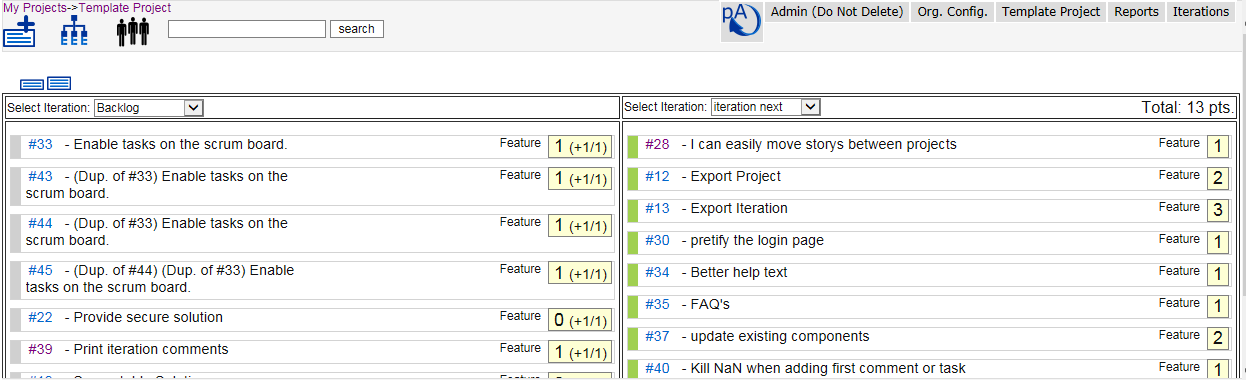 My Projects->Template Project
search
pA
Admin (Do Not Delete) Org. Config. Template Project Reports Iterations
Select Iteration: Backlog
#33 - Enable tasks on the scrum board. Feature 1 (+1/1)
#43 - (Dup. of #33) Enable tasks on the Feature 1 (+1/1)
scrum board.
#44 - (Dup. of #33) Enable tasks on the Feature 1 (+1/1)
scrum board.
#45 - (Dup. of #44) (Dup. of #33) Enable Feature 1 (+1/1)
tasks on the scrum board.
#22 - Provide secure solution Feature 0 (+1/1)
#39 - Print iteration comments Feature 1 (+1/1)
Select Iteration: iteration next Total: 13 pts.
#28 - I can easily move storys between projects Feature 1
#12 - Export Project Feature 2
#13 - Export Iteration Feature 3
#30 - pretify the login page Feature 1
#34 - Better help text Feature 1
#35 - FAQ's Feature 1
#37 - update existing components Feature 2
#40 - Kill NaN when adding first comment or task Feature 1